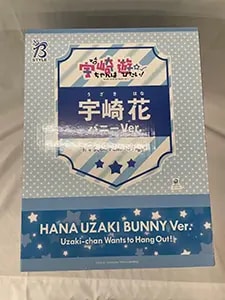 B
STYLE
宇崎ちゃんは遊びたい!
うざき はな
宇崎 花
バニーVer.
HANA UZAKI BUNNY Ver.
Uzaki-chan Wants to Hang Out!